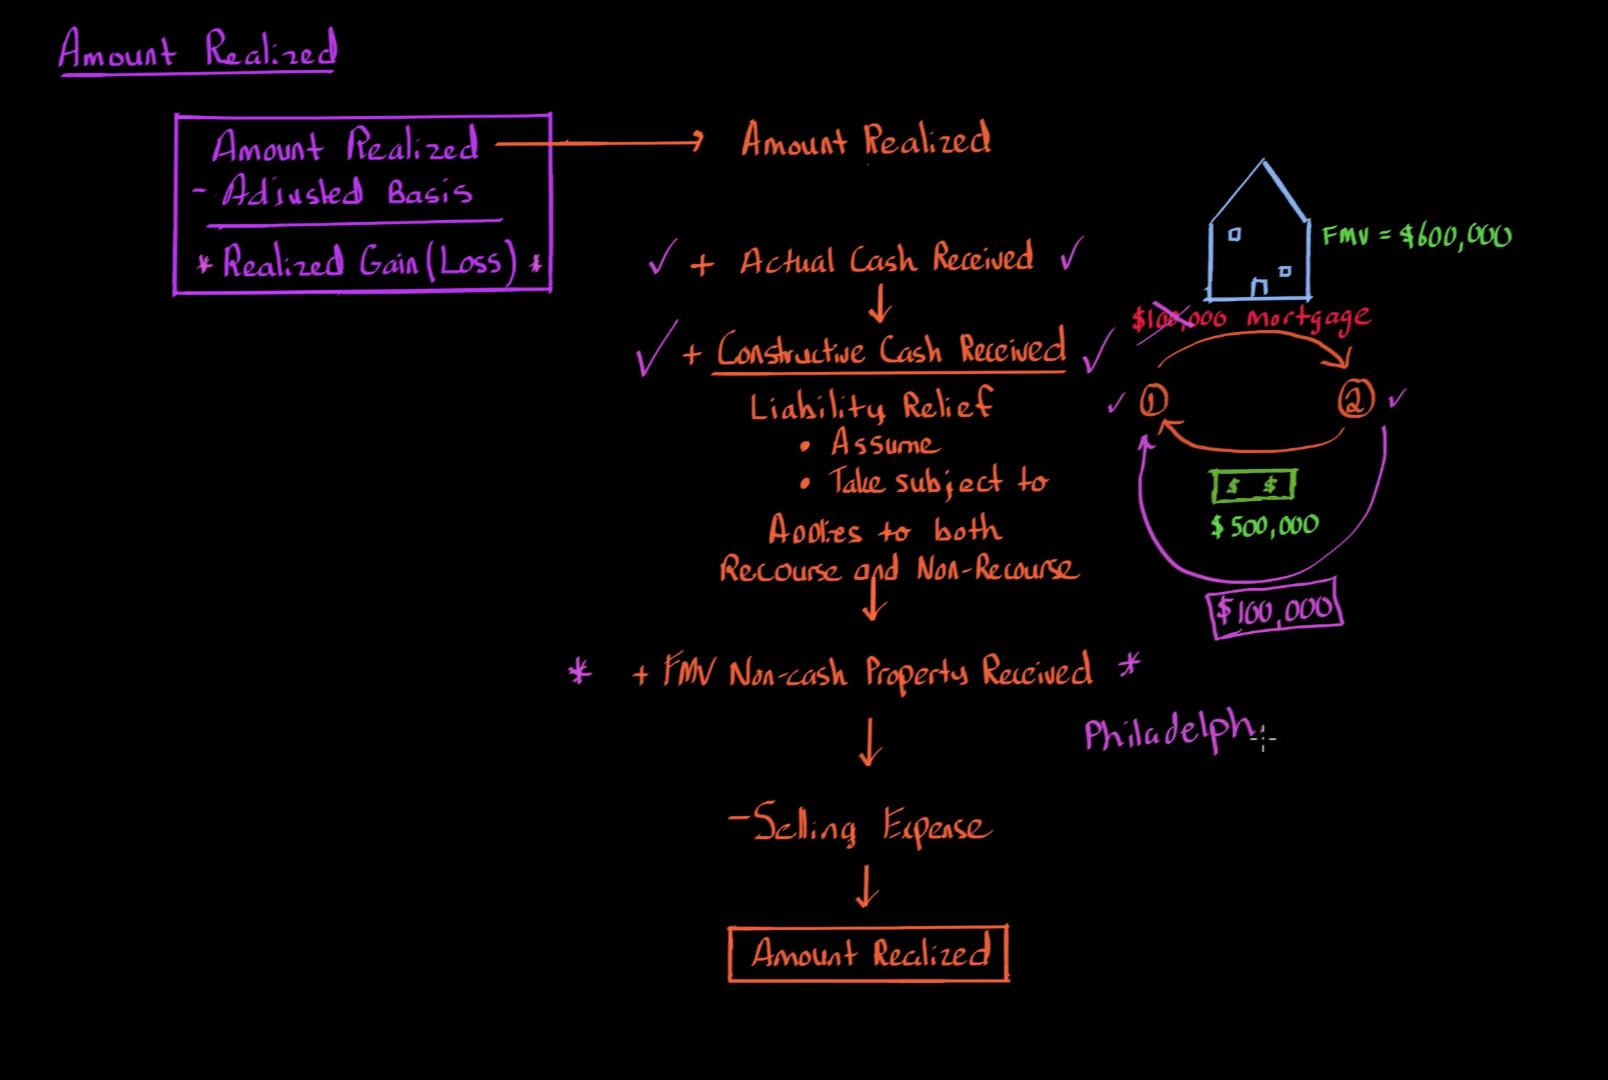 Amount Realized
Amount Realized
- Adjusted Basis
* Realized Gain (Loss) *
Amount Realized
+ Actual Cash Received
+ Constructive Cash Received
Liability Relief
• Assume
• Take subject to
Applies to both
Recourse and Non-Recourse
* + FMV Non-cash Property Received *
- Selling Expense
Amount Realized
FMV = $600,000
$100,000 mortgage
1
2
$ $
$500,000
$100,000
Philadelph